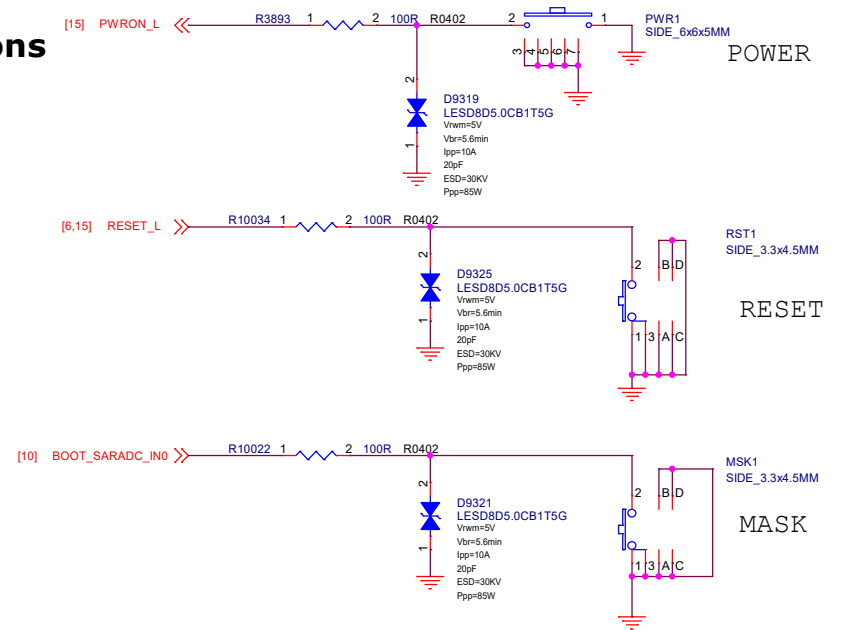 ons
[15] PWRON_L R3893 1 2 100R R0402 2 1 PWR1
SIDE_6x6x5MM
POWER
3 4 5 6 7
2
1
D9319
LESD8D5.0CB1T5G
Vrwm=5V
Vbr=5.6min
Ipp=10A
20pF
ESD=30KV
Ppp=85W
[6,15] RESET_L R10034 1 2 100R R0402
RST1
SIDE_3.3x4.5MM
RESET
2 B D
1 3 A C
2
1
D9325
LESD8D5.0CB1T5G
Vrwm=5V
Vbr=5.6min
Ipp=10A
20pF
ESD=30KV
Ppp=85W
[10] BOOT_SARADC_IN0 R10022 1 2 100R R0402
MSK1
SIDE_3.3x4.5MM
MASK
2 B D
1 3 A C
2
1
D9321
LESD8D5.0CB1T5G
Vrwm=5V
Vbr=5.6min
Ipp=10A
20pF
ESD=30KV
Ppp=85W